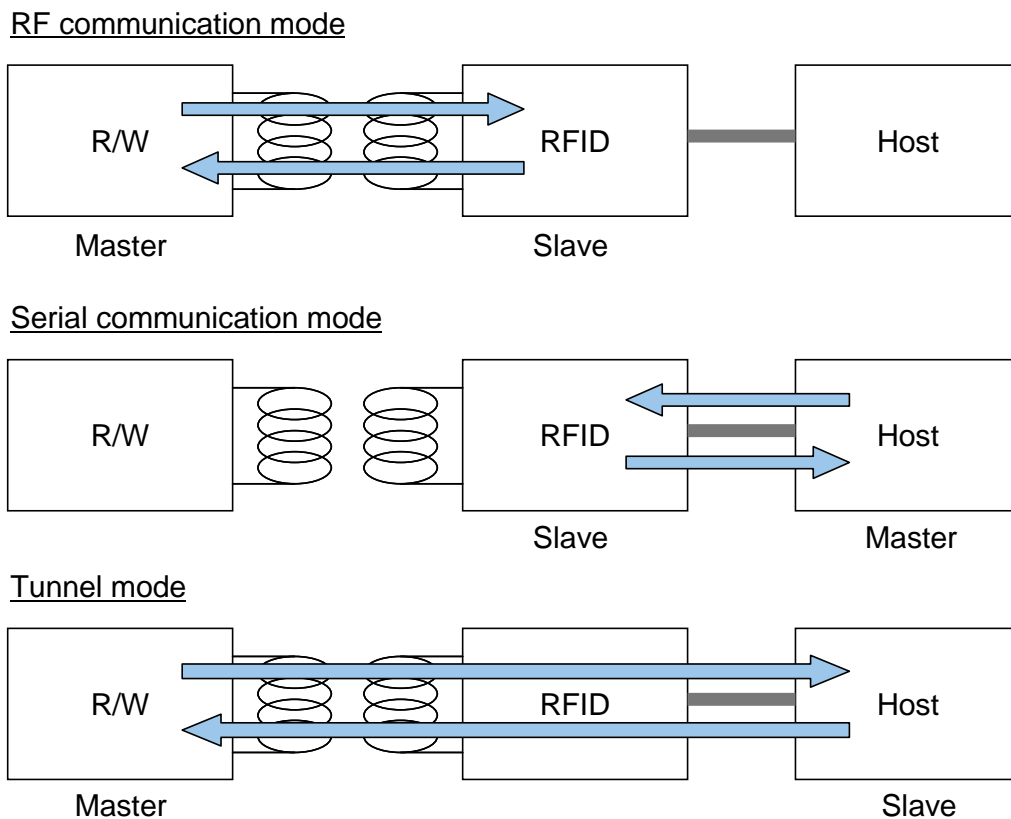 RF communication mode
R/W RFID Host
Master Slave
Serial communication mode
R/W RFID Host
Slave Master
Tunnel mode
R/W RFID Host
Master Slave